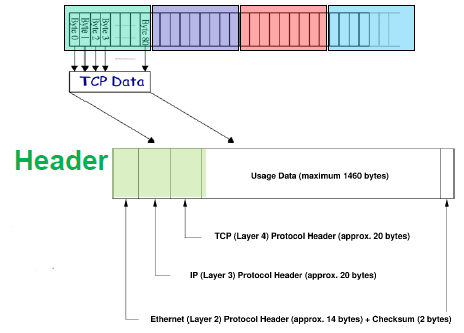 Byte 0
Byte 1
Byte 2
Byte 3
Byte 80
TCP Data
Header
Usage Data (maximum 1460 bytes)
TCP (Layer 4) Protocol Header (approx. 20 bytes)
IP (Layer 3) Protocol Header (approx. 20 bytes)
Ethernet (Layer 2) Protocol Header (approx. 14 bytes) + Checksum (2 bytes)